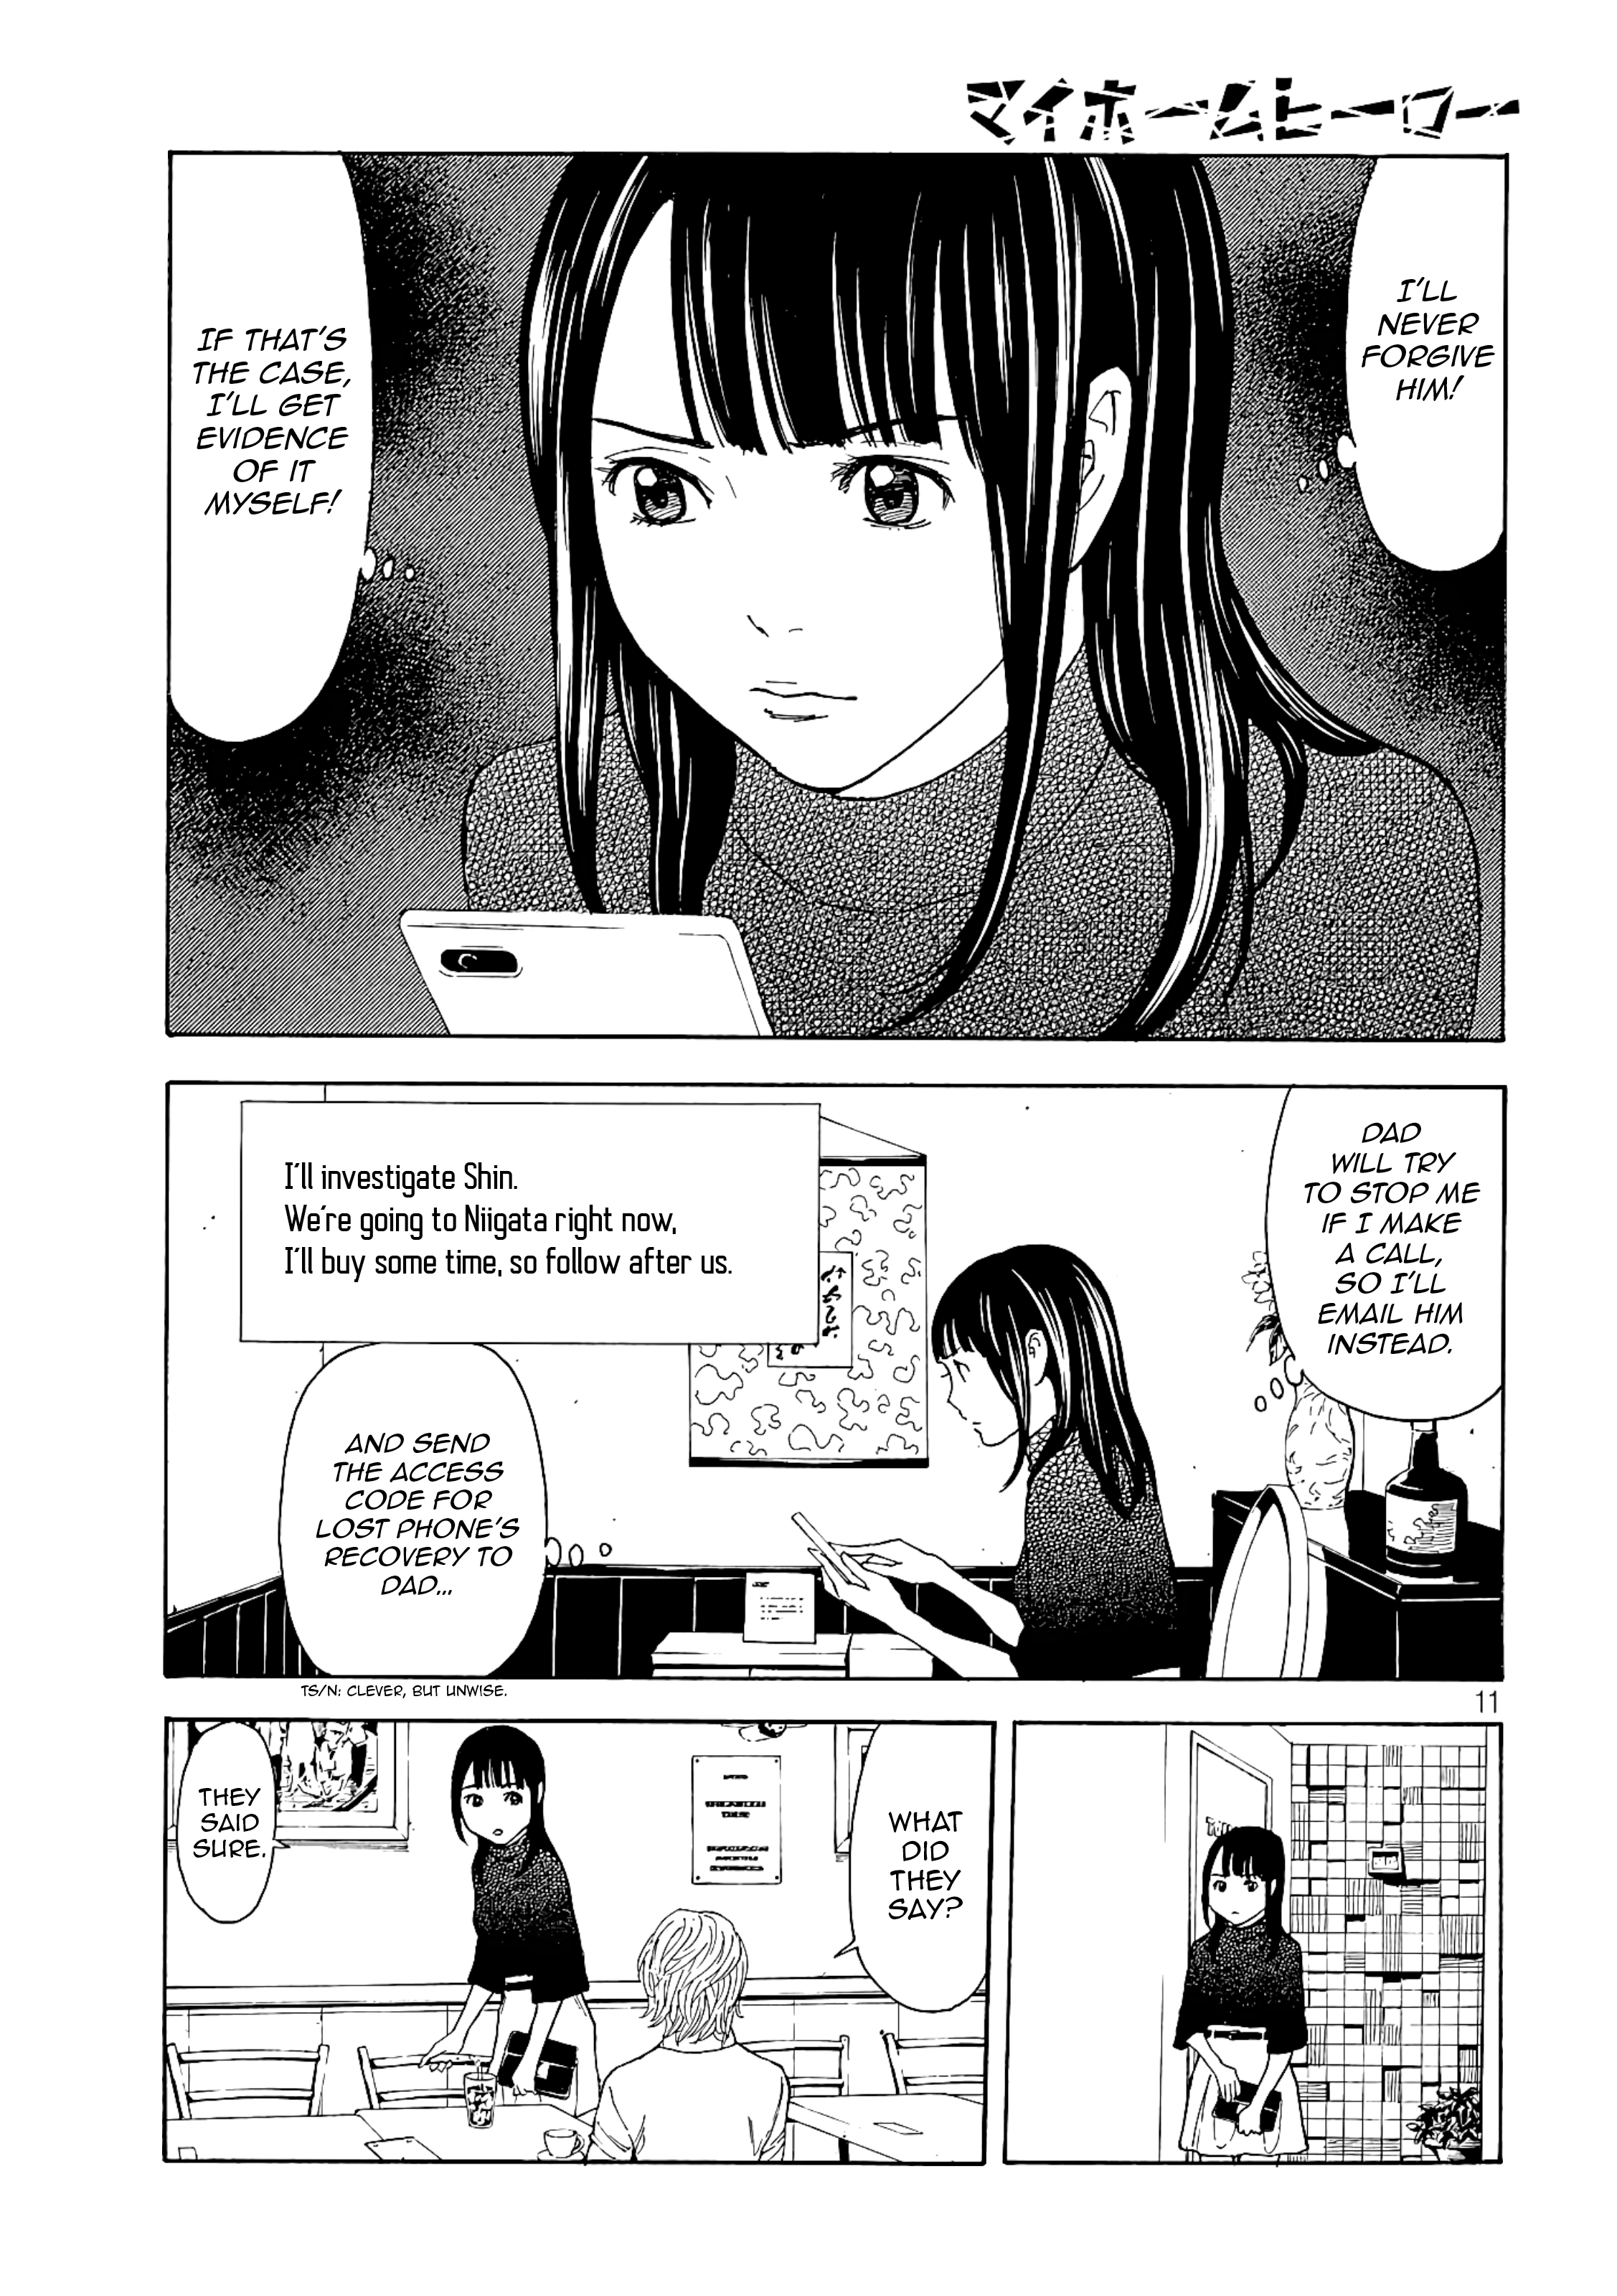 マイホームヒーロー
I'LL
NEVER
FORGIVE
HIM!
IF THAT'S
THE CASE,
I'LL GET
EVIDENCE
OF IT
MYSELF!
DAD
WILL TRY
TO STOP ME
IF I MAKE
A CALL,
SO I'LL
EMAIL HIM
INSTEAD.
I'll investigate Shin.
We're going to Niigata right now,
I'll buy some time, so follow after us.
AND SEND
THE ACCESS
CODE FOR
LOST PHONE'S
RECOVERY TO
DAD...
TS/N: CLEVER, BUT UNWISE.
11
WHAT
DID
THEY
SAY?
THEY
SAID
SURE.